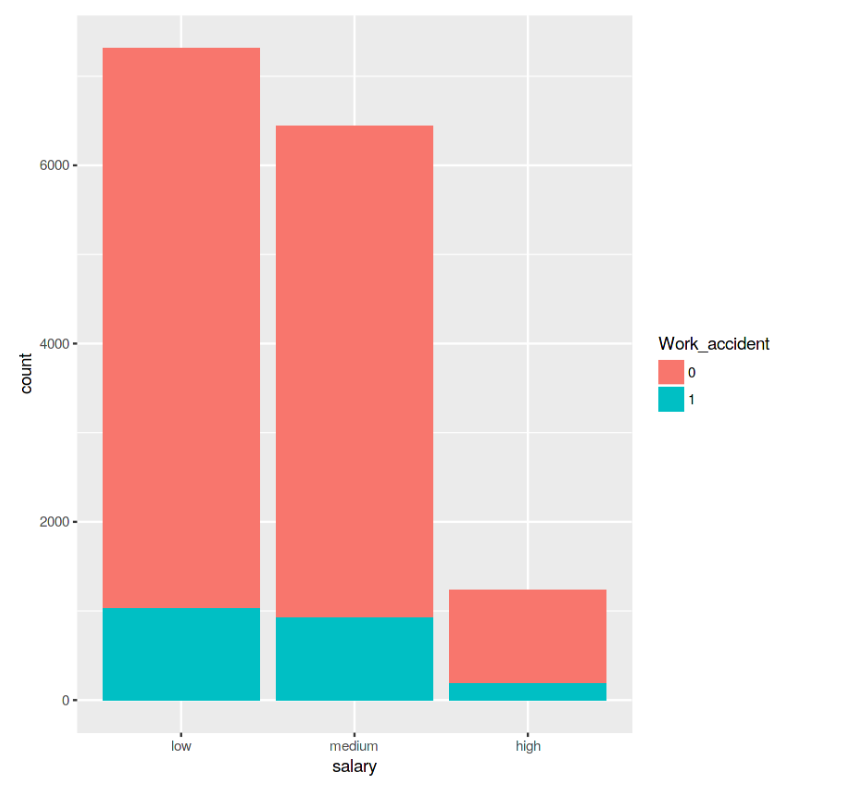 count
6000
4000
2000
0
low
medium
high
salary
Work_accident
0
1